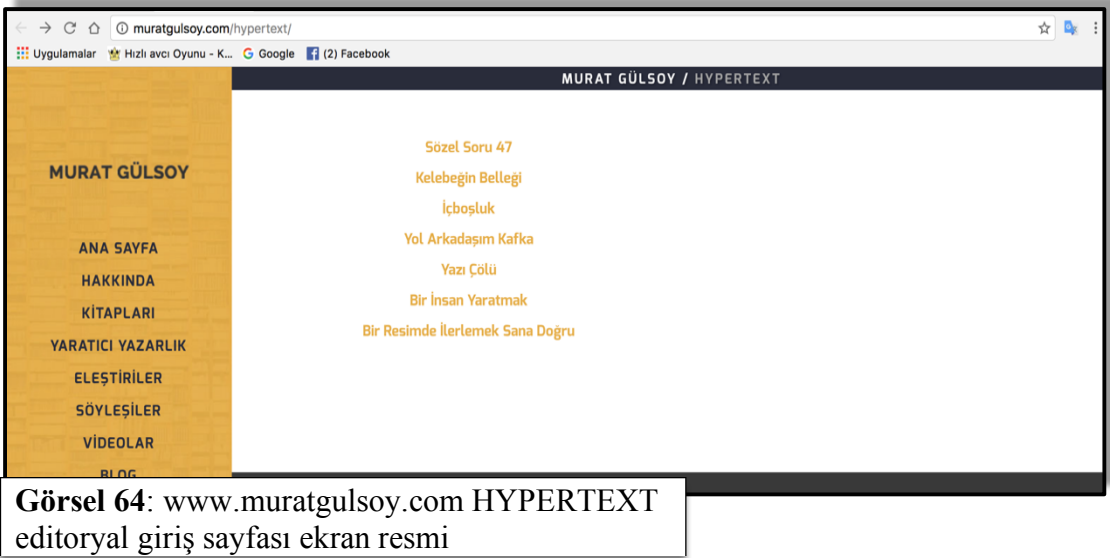 muratgulsoy.com/hypertext/
Uygulamalar Hızlı avcı Oyunu - K... Google (2) Facebook
MURAT GÜLSOY / HYPERTEXT
MURAT GÜLSOY
ANA SAYFA
HAKKINDA
KİTAPLARI
YARATICI YAZARLIK
ELEŞTİRİLER
SÖYLEŞİLER
VİDEOLAR
BLOG
Sözel Soru 47
Kelebeğin Belleği
İçboşluk
Yol Arkadaşım Kafka
Yazı Çölü
Bir İnsan Yaratmak
Bir Resimde İlerlemek Sana Doğru
Görsel 64: www.muratgulsoy.com HYPERTEXT
editoryal giriş sayfası ekran resmi